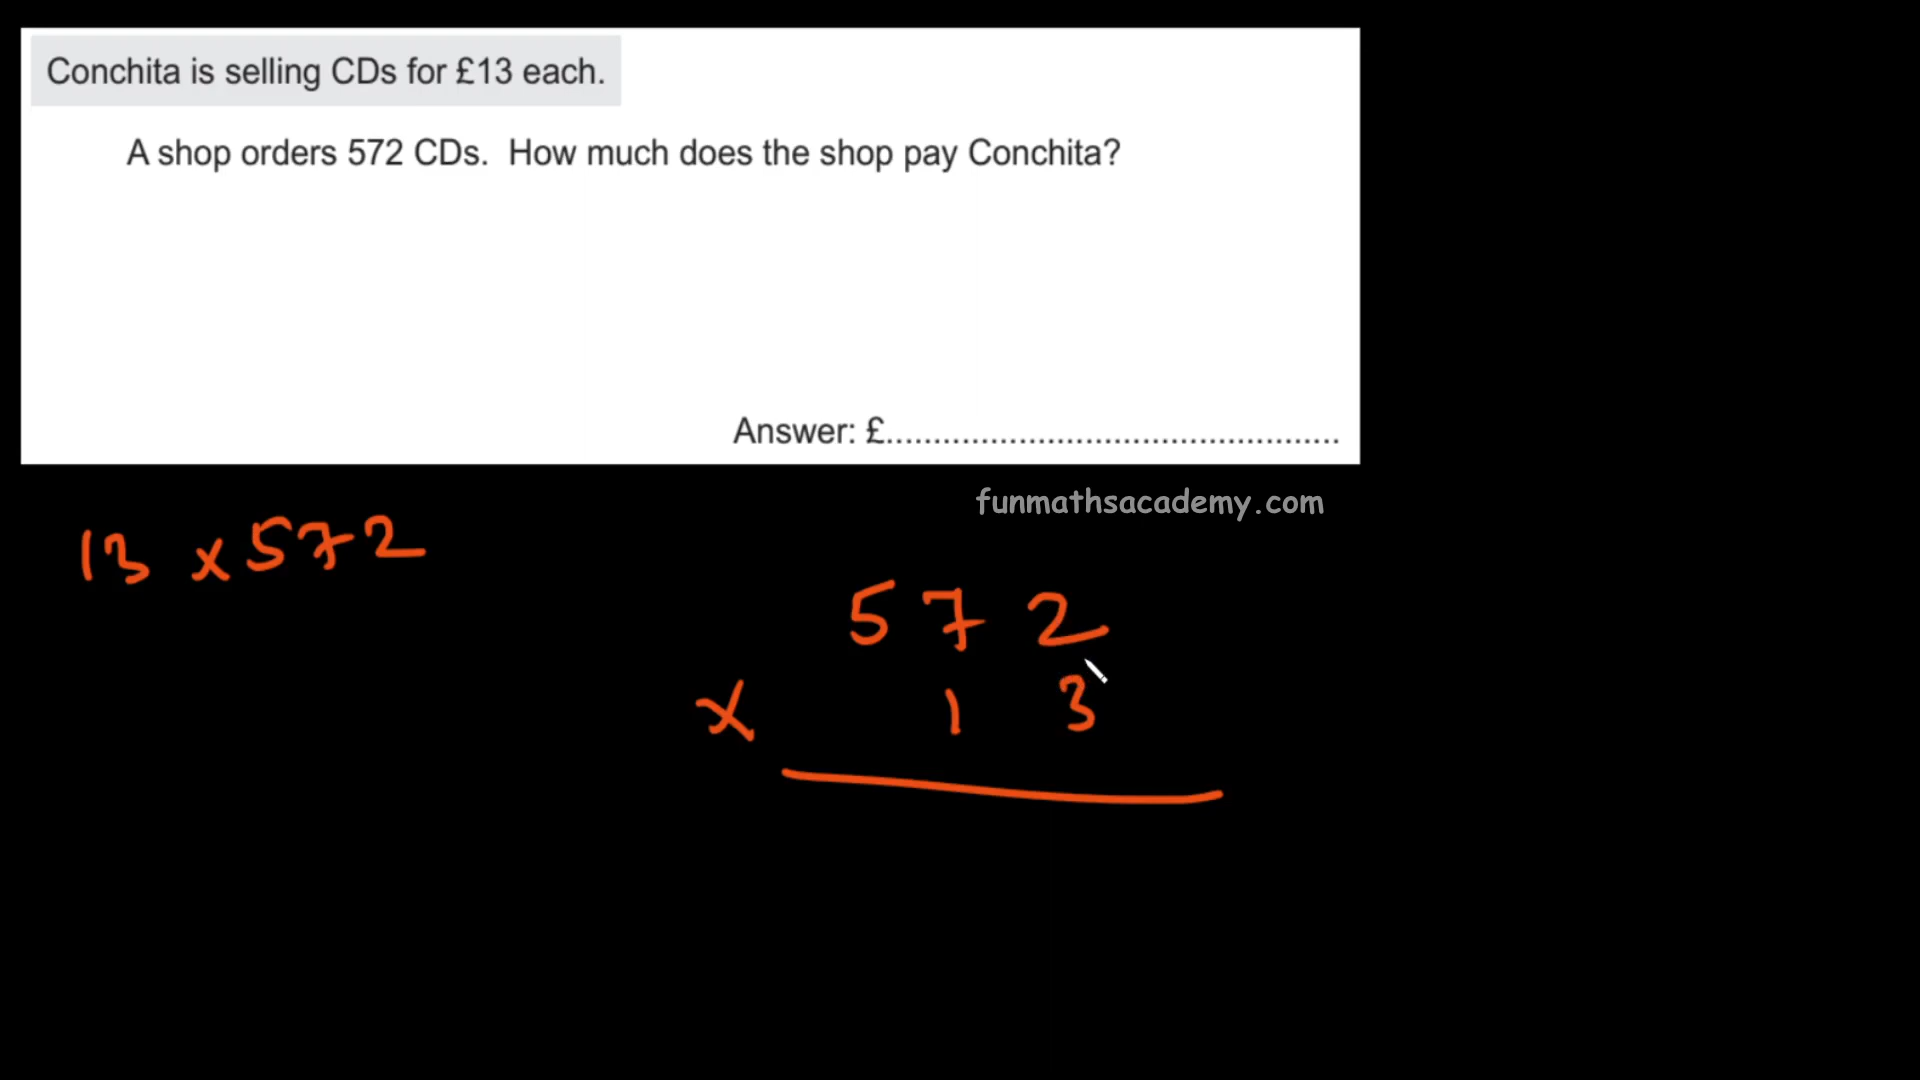 Conchita is selling CDs for £13 each.
A shop orders 572 CDs. How much does the shop pay Conchita?
Answer: £................................................
funmathsacademy.com
13 x 572
572
x 13